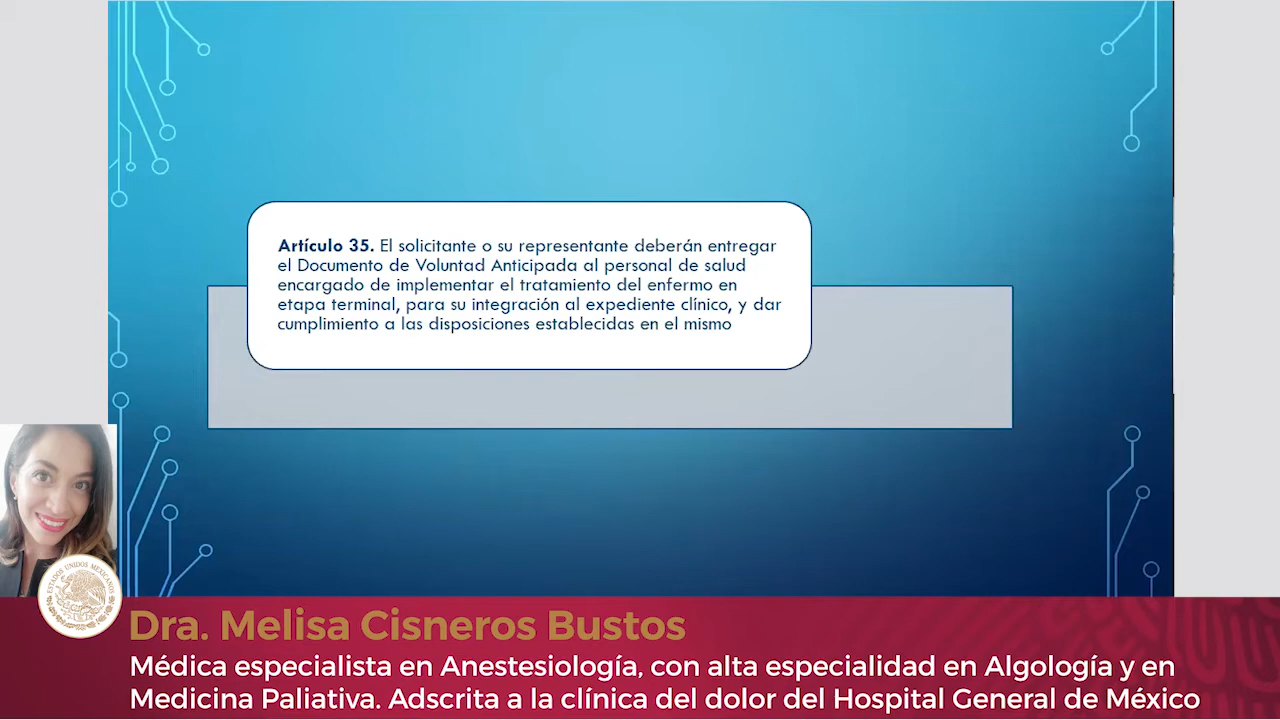 Artículo 35. El solicitante o su representante deberán entregar
el Documento de Voluntad Anticipada al personal de salud
encargado de implementar el tratamiento del enfermo en
etapa terminal, para su integración al expediente clínico, y dar
cumplimiento a las disposiciones establecidas en el mismo
ESTADOS UNIDOS MEXICANOS
Dra. Melisa Cisneros Bustos
Médica especialista en Anestesiología, con alta especialidad en Algología y en
Medicina Paliativa. Adscrita a la clínica del dolor del Hospital General de México